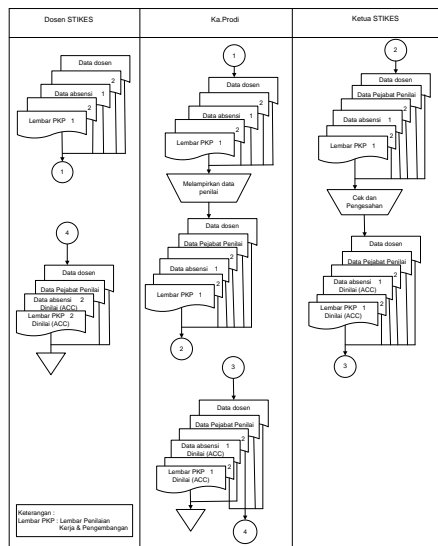 Dosen STIKES
Ka.Prodi
Ketua STIKES
Data dosen
2
Data absensi 1
2
Lembar PKP 1
1
4
Data dosen
Data Pejabat Penilai
Data absensi 2
Dinilai (ACC)
Lembar PKP 2
Dinilai (ACC)
Keterangan :
Lembar PKP : Lembar Penilaian
Kerja & Pengembangan
1
Data dosen
2
Data absensi 1
2
Lembar PKP 1
Melampirkan data
penilai
Data dosen
Data Pejabat Penilai
2
Data absensi 1
2
Lembar PKP 1
2
3
Data dosen
Data Pejabat Penilai
2
Data absensi 1
Dinilai (ACC)
2
Lembar PKP 1
Dinilai (ACC)
4
2
Data dosen
Data Pejabat Penilai
2
Data absensi 1
2
Lembar PKP 1
Cek dan
Pengesahan
Data dosen
Data Pejabat Penilai
2
Data absensi 1
Dinilai (ACC)
2
Lembar PKP 1
Dinilai (ACC)
3